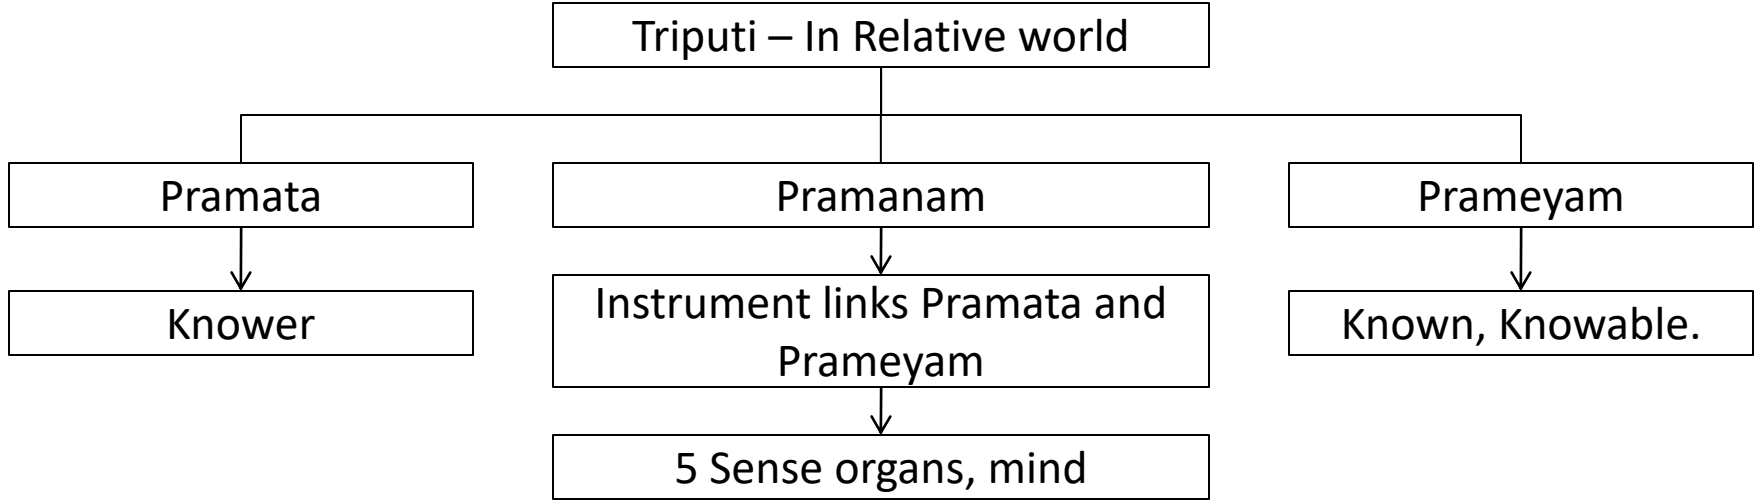 Triputi – In Relative world
Pramata
Pramanam
Prameyam
Knower
Instrument links Pramata and
Prameyam
Known, Knowable.
5 Sense organs, mind